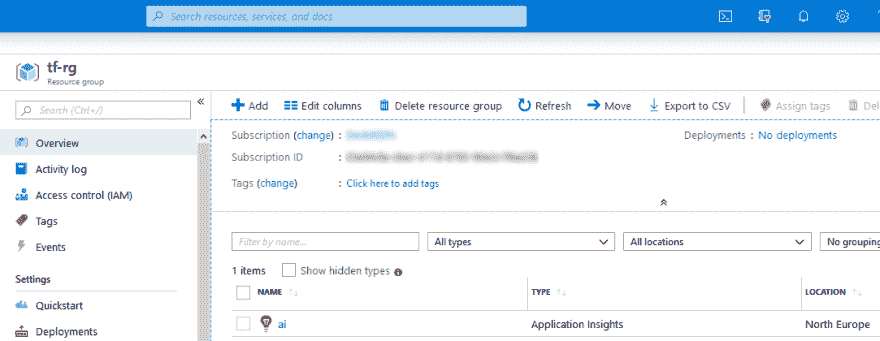 Search resources, services, and docs
tf-rg
Resource group
Search (Ctrl+/)
Overview
Activity log
Access control (IAM)
Tags
Events
Settings
Quickstart
Deployments
Add Edit columns Delete resource group Refresh Move Export to CSV Assign tags
Subscription (change) : Deployments : No deployments
Subscription ID :
Tags (change) : Click here to add tags
Filter by name... All types All locations No grouping
1 items Show hidden types
NAME TYPE LOCATION
ai Application Insights North Europe